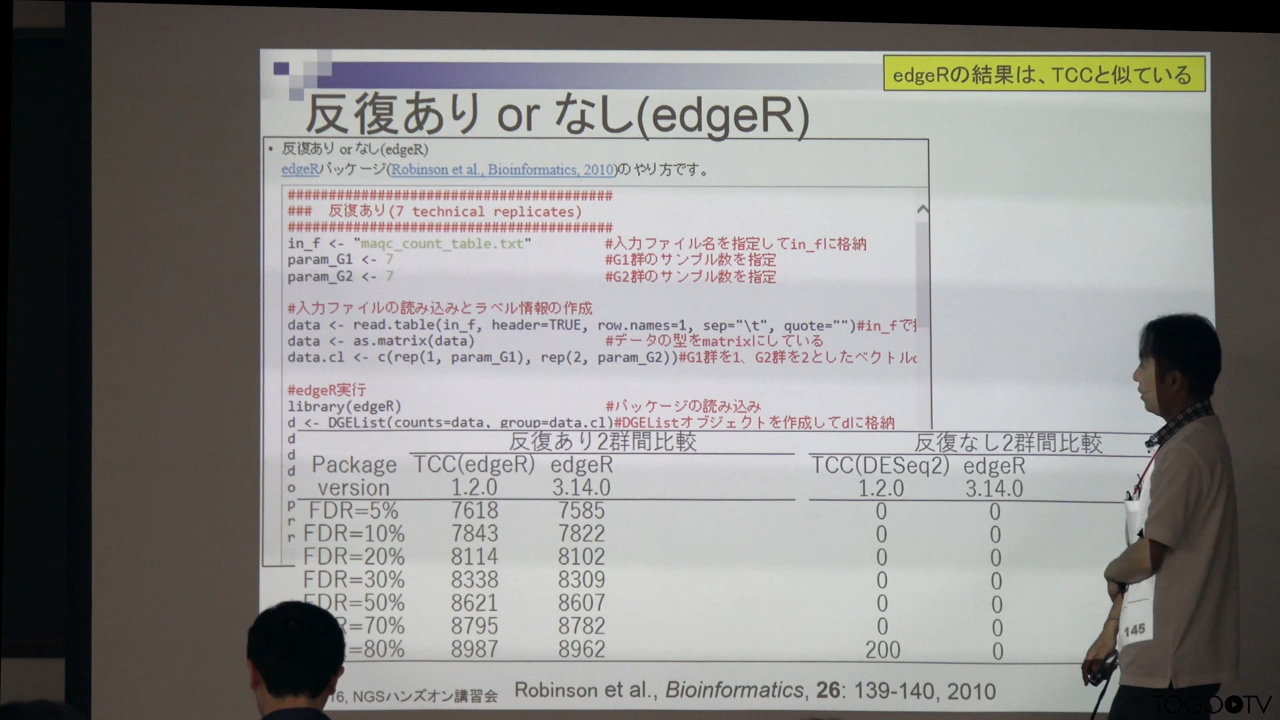 edgeRの結果は、TCCと似ている
反復あり or なし(edgeR)
• 反復あり or なし(edgeR)
edgeRパッケージ(Robinson et al., Bioinformatics, 2010)のやり方です。
########################################
### 反復あり(7 technical replicates)
########################################
in_f <- "maqc_count_table.txt" #入力ファイル名を指定してin_fに格納
param_G1 <- 7 #G1群のサンプル数を指定
param_G2 <- 7 #G2群のサンプル数を指定
#入力ファイルの読み込みとラベル情報の作成
data <- read.table(in_f, header=TRUE, row.names=1, sep="\t", quote="")#in_fで
data <- as.matrix(data) #データの型をmatrixにしている
data.cl <- c(rep(1, param_G1), rep(2, param_G2))#G1群を1、G2群を2としたベクトルc
#edgeR実行
library(edgeR) #パッケージの読み込み
d <- DGEList(counts=data, group=data.cl)#DGEListオブジェクトを作成してdに格納
d
d
d
o
p
r
r
反復あり2群間比較 反復なし2群間比較
Package TCC(edgeR) edgeR TCC(DESeq2) edgeR
version 1.2.0 3.14.0 1.2.0 3.14.0
FDR=5% 7618 7585 0 0
FDR=10% 7843 7822 0 0
FDR=20% 8114 8102 0 0
FDR=30% 8338 8309 0 0
FDR=50% 8621 8607 0 0
=70% 8795 8782 0 0
=80% 8987 8962 200 0
16, NGSハンズオン講習会 Robinson et al., Bioinformatics, 26: 139-140, 2010
145
TOGOTV